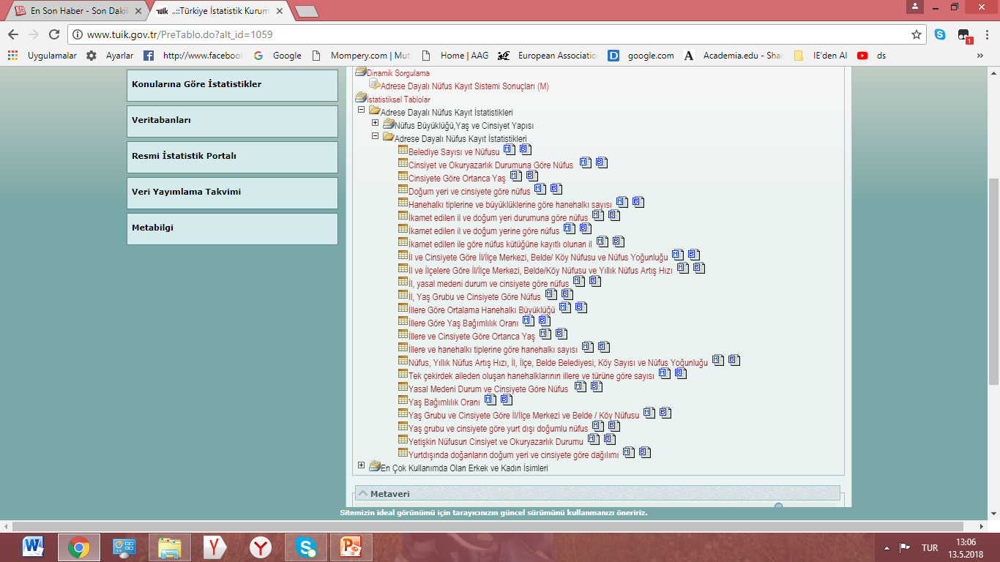 En Son Haber - Son Dakik
..::Türkiye İstatistik Kurum
www.tuik.gov.tr/PreTablo.do?alt_id=1059
1
Uygulamalar Ayarlar http://www.facebook Google Mompery.com | Mut Home | AAG European Associatio google.com Academia.edu - Shar IE'den Al ds »
Konularına Göre İstatistikler
Veritabanları
Resmi İstatistik Portalı
Veri Yayımlama Takvimi
Metabilgi
Dinamik Sorgulama
Adrese Dayalı Nüfus Kayıt Sistemi Sonuçları (M)
İstatistiksel Tablolar
Adrese Dayalı Nüfus Kayıt İstatistikleri
Nüfus Büyüklüğü,Yaş ve Cinsiyet Yapısı
Adrese Dayalı Nüfus Kayıt İstatistikleri
Belediye Sayısı ve Nüfusu M B
Cinsiyet ve Okuryazarlık Durumuna Göre Nüfus M B
Cinsiyete Göre Ortanca Yaş M B
Doğum yeri ve cinsiyete göre nüfus M B
Hanehalkı tiplerine ve büyüklüklerine göre hanehalkı sayısı M B
İkamet edilen il ve doğum yeri durumuna göre nüfus M B
İkamet edilen il ve doğum yerine göre nüfus M B
İkamet edilen ile göre nüfus kütüğüne kayıtlı olunan il M B
İl ve Cinsiyete Göre İl/İlçe Merkezi, Belde/ Köy Nüfusu ve Nüfus Yoğunluğu M B
İl ve İlçelere Göre İl/İlçe Merkezi, Belde/Köy Nüfusu ve Yıllık Nüfus Artış Hızı M B
İl, yasal medeni durum ve cinsiyete göre nüfus M B
İl, Yaş Grubu ve Cinsiyete Göre Nüfus M B
İllere Göre Ortalama Hanehalkı Büyüklüğü M B
İllere Göre Yaş Bağımlılık Oranı M B
İllere ve Cinsiyete Göre Ortanca Yaş M B
İllere ve hanehalkı tiplerine göre hanehalkı sayısı M B
Nüfus, Yıllık Nüfus Artış Hızı, İl, İlçe, Belde Belediyesi, Köy Sayısı ve Nüfus Yoğunluğu M B
Tek çekirdek aileden oluşan hanehalklarının illere ve türüne göre sayısı M B
Yasal Medeni Durum ve Cinsiyete Göre Nüfus M B
Yaş Bağımlılık Oranı M B
Yaş Grubu ve Cinsiyete Göre İl/İlçe Merkezi ve Belde / Köy Nüfusu M B
Yaş grubu ve cinsiyete göre yurt dışı doğumlu nüfus M B
Yetişkin Nüfusun Cinsiyet ve Okuryazarlık Durumu M B
Yurtdışında doğanların doğum yeri ve cinsiyete göre dağılımı M B
En Çok Kullanımda Olan Erkek ve Kadın İsimleri
Metaveri
Sitemizin ideal görünümü için tarayıcınızın güncel sürümünü kullanmanızı öneririz.
TUR
13:06
13.5.2018